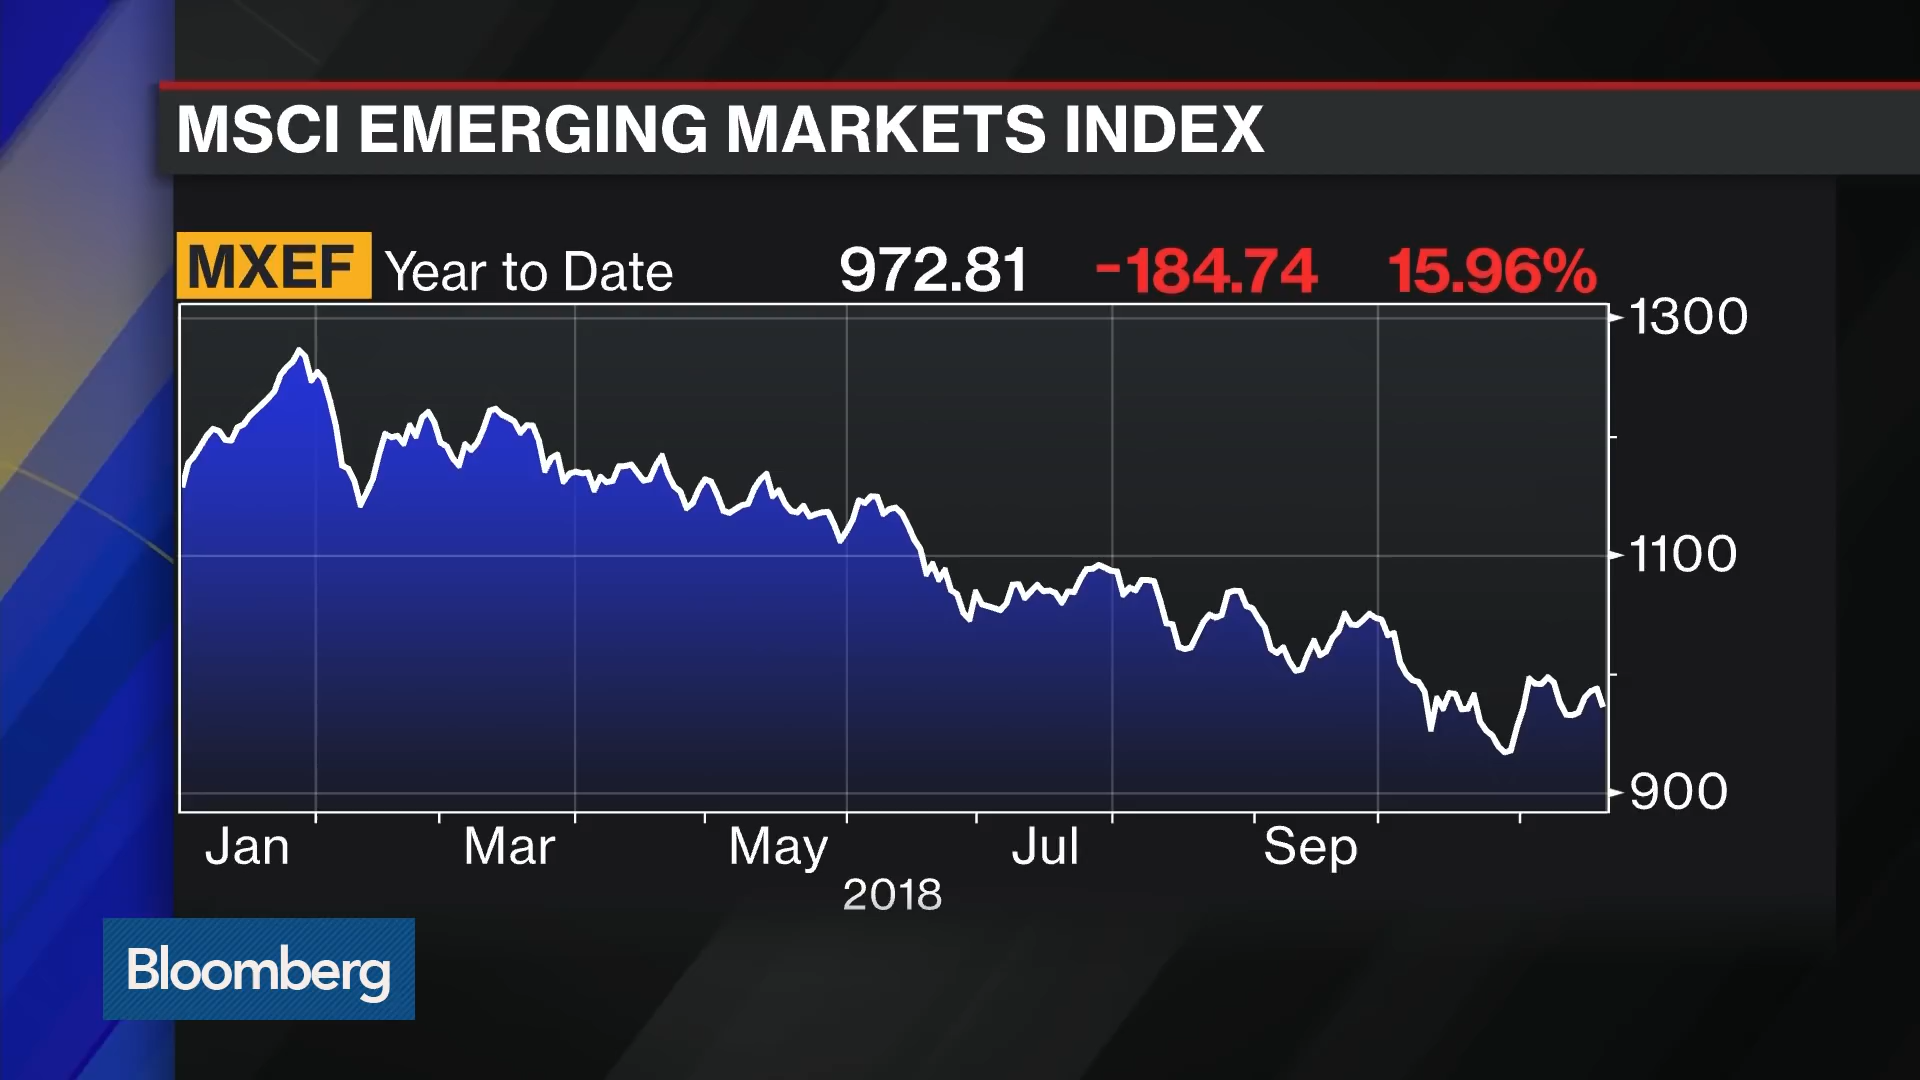 MSCI EMERGING MARKETS INDEX
MXEF Year to Date 972.81 -184.74 15.96%
1300
1100
900
Jan Mar May Jul Sep
2018
Bloomberg